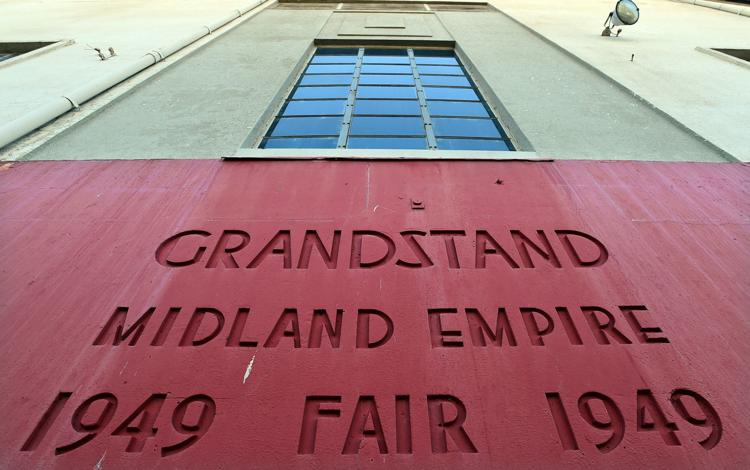 GRANDSTAND
MIDLAND EMPIRE
1949 FAIR 1949